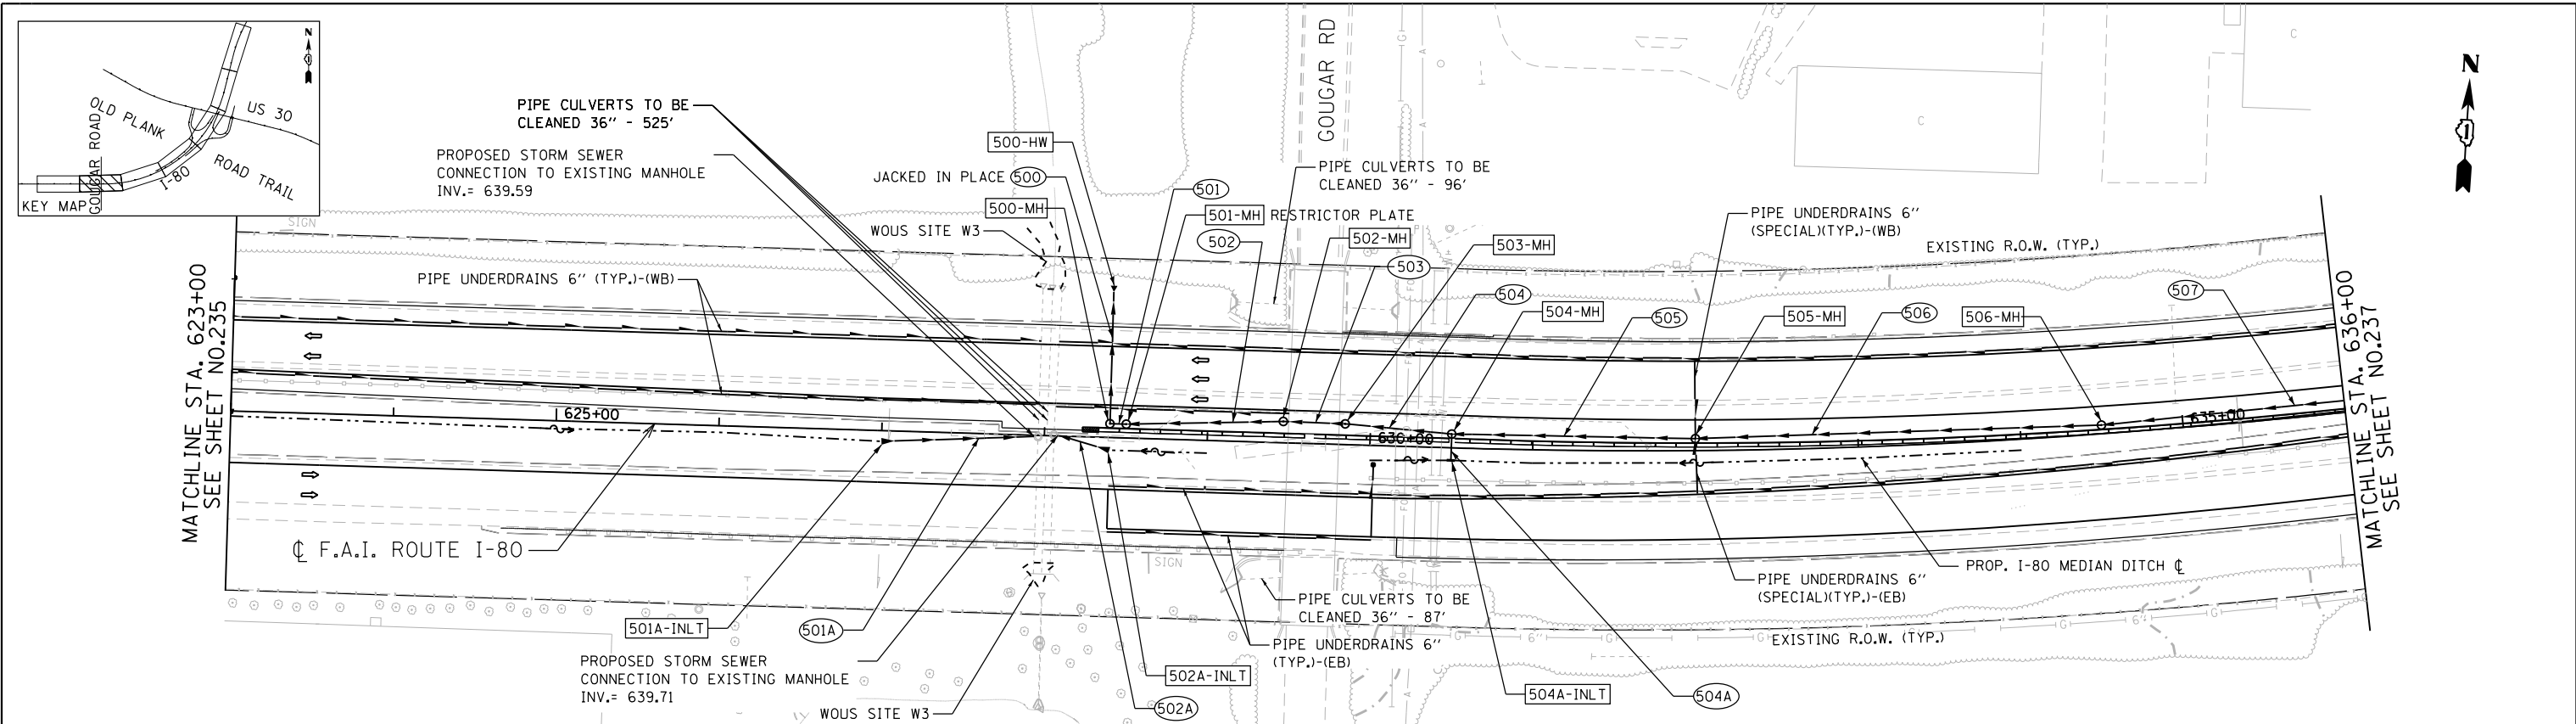 N
OLD PLANK
US 30
GOUGAR ROAD
I-80
ROAD TRAIL
KEY MAP
PIPE CULVERTS TO BE
CLEANED 36" - 525'
PROPOSED STORM SEWER
CONNECTION TO EXISTING MANHOLE
INV.= 639.59
500-HW
JACKED IN PLACE 500
500-MH
WOUS SITE W3
501
501-MH RESTRICTOR PLATE
502
GOUGAR RD
PIPE CULVERTS TO BE
CLEANED 36" - 96'
502-MH
503
503-MH
504
504-MH
505
PIPE UNDERDRAINS 6"
(SPECIAL)(TYP.)-(WB)
EXISTING R.O.W. (TYP.)
505-MH
506
506-MH
507
N
C
C
SIGN
PIPE UNDERDRAINS 6" (TYP.)-(WB)
MATCHLINE STA. 623+00
SEE SHEET NO.235
625+00
630+00
635+00
MATCHLINE STA. 636+00
SEE SHEET NO.237
℄ F.A.I. ROUTE I-80
SIGN
PROP. I-80 MEDIAN DITCH ℄
PIPE UNDERDRAINS 6"
(SPECIAL)(TYP.)-(EB)
PIPE CULVERTS TO BE
CLEANED 36" - 87'
EXISTING R.O.W. (TYP.)
PIPE UNDERDRAINS 6"
(TYP.)-(EB)
501A-INLT
501A
PROPOSED STORM SEWER
CONNECTION TO EXISTING MANHOLE
INV.= 639.71
WOUS SITE W3
502A-INLT
502A
504A-INLT
504A